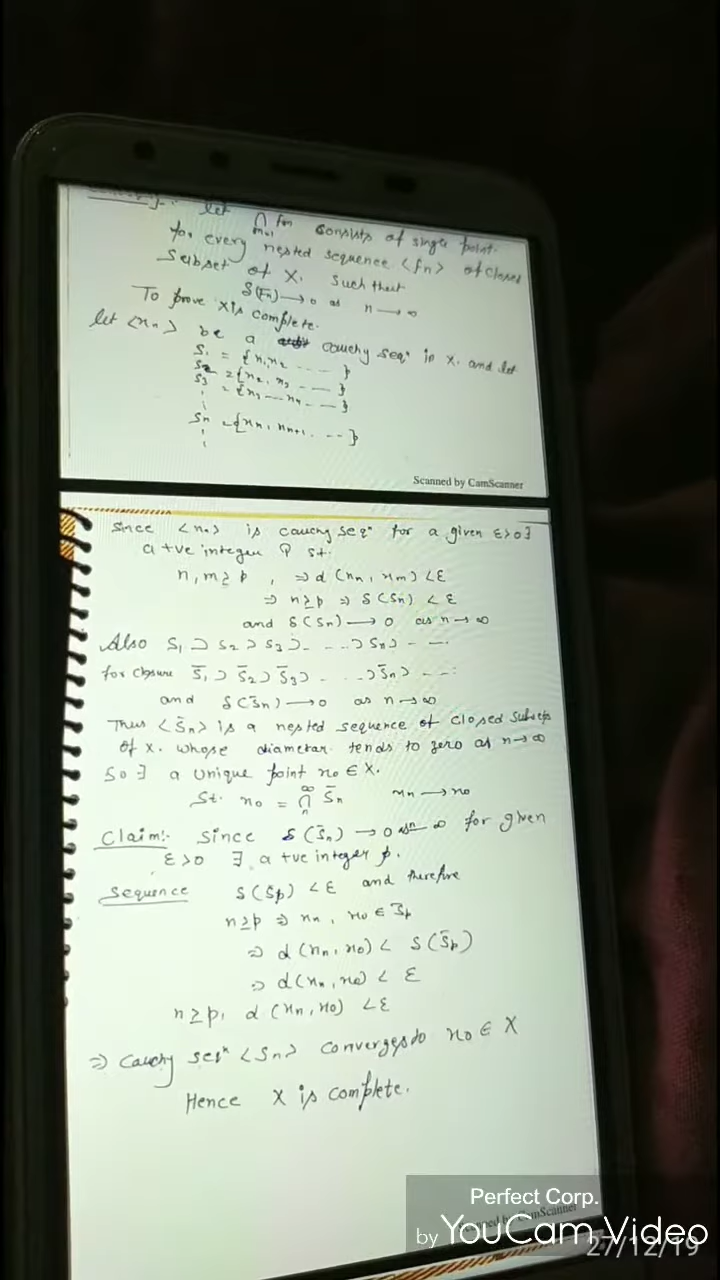 let ∩ Fn consists of single point.
n=1
for every nested sequence <Fn> of closed
Subset of X. Such that
δ(Fn) → 0 as n → ∞
To prove X is complete.
let <xn> be a cauchy seqⁿ in X. and let
S1 = {x1, x2 ... }
S2 = {x2, x3 ... }
S3 = {x3 ... x4 ... }
Sn = {xn, xn+1, ... }
Scanned by CamScanner
Since <xn> is cauchy seqⁿ for a given ε>0 ∃
a +ve integer P st.
n, m ≥ p, ⇒ d(xn, xm) < ε
⇒ n ≥ p ⇒ δ(Sn) < ε
and δ(Sn) → 0 as n → ∞
Also S1 ⊃ S2 ⊃ S3 ⊃ ... ⊃ Sn ⊃ ...
for closure S̄1 ⊃ S̄2 ⊃ S̄3 ⊃ ... ⊃ S̄n ⊃ ...
and δ(S̄n) → 0 as n → ∞
Thus <S̄n> is a nested sequence of closed subsets
of X. whose diameter tends to zero as n → ∞
So ∃ a unique point x0 ∈ X.
St. x0 = ∞∩n S̄n xn → x0
Claim:- Since δ(S̄n) → 0 as n → ∞ for given
ε>0 ∃ a +ve integer p.
Sequence δ(S̄p) < ε and therefore
n ≥ p ⇒ xn, x0 ∈ S̄p
⇒ d(xn, x0) < δ(S̄p)
⇒ d(xn, x0) < ε
n ≥ p, d(xn, x0) < ε
⇒ Cauchy seqⁿ <Sn> converges to x0 ∈ X
Hence X is complete.
Perfect Corp.
by YouCam Video
CamScanner
27/12/19